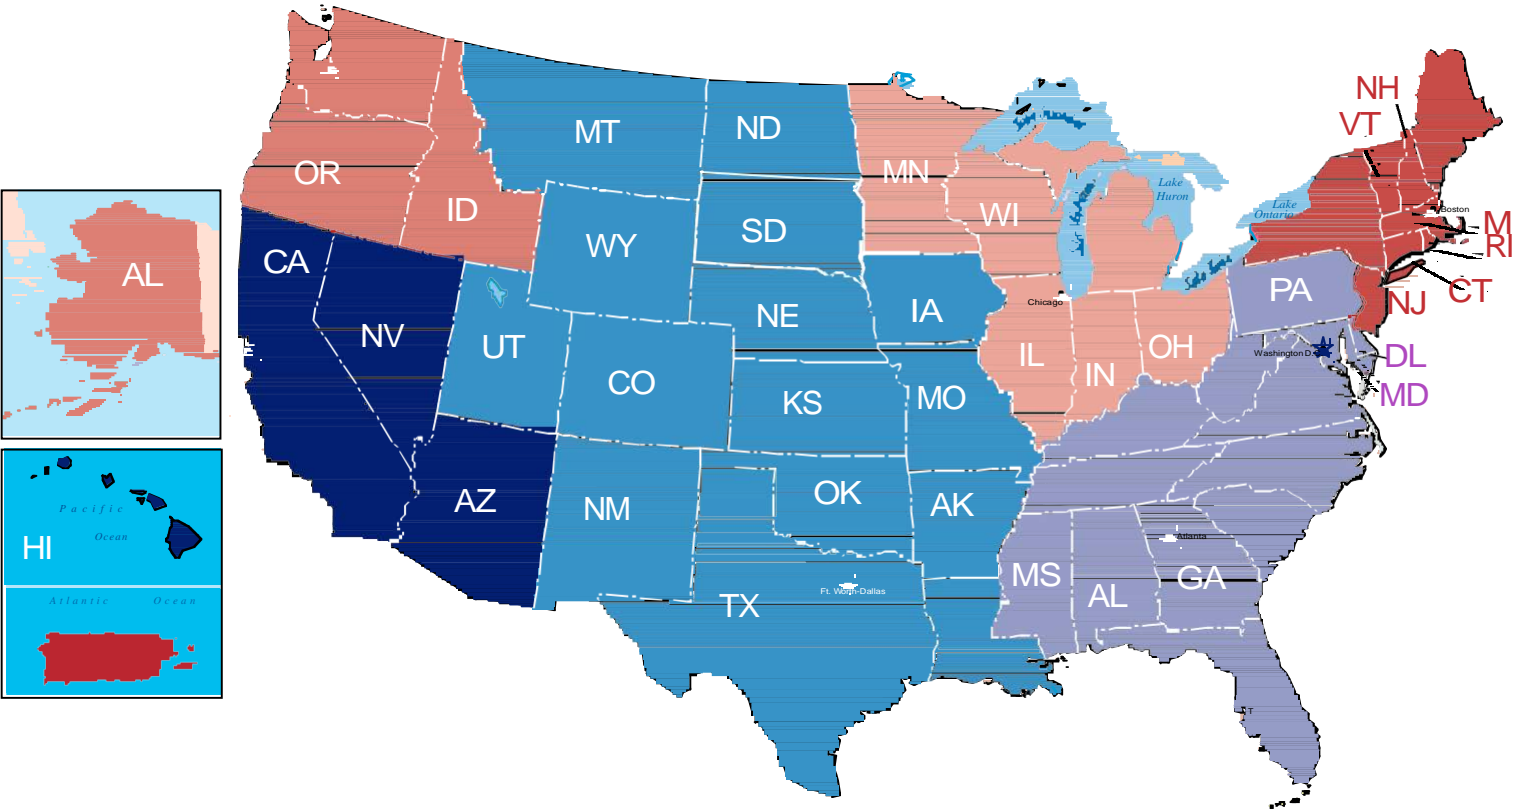 NH
VT
ND
MT
MN
OR
Lake
Huron
ID
Lake
Ontario
Boston
WI
M
SD
WY
RI
CA
AL
PA
CT
Chicago
NJ
IA
NE
NV
UT
OH
IL
Washington D.
DL
IN
CO
MD
KS
MO
OK
AZ
AK
NM
Pacific
Ocean
Atlanta
HI
MS
GA
Ft. Worth-Dallas
AL
Atlantic Ocean
TX
T